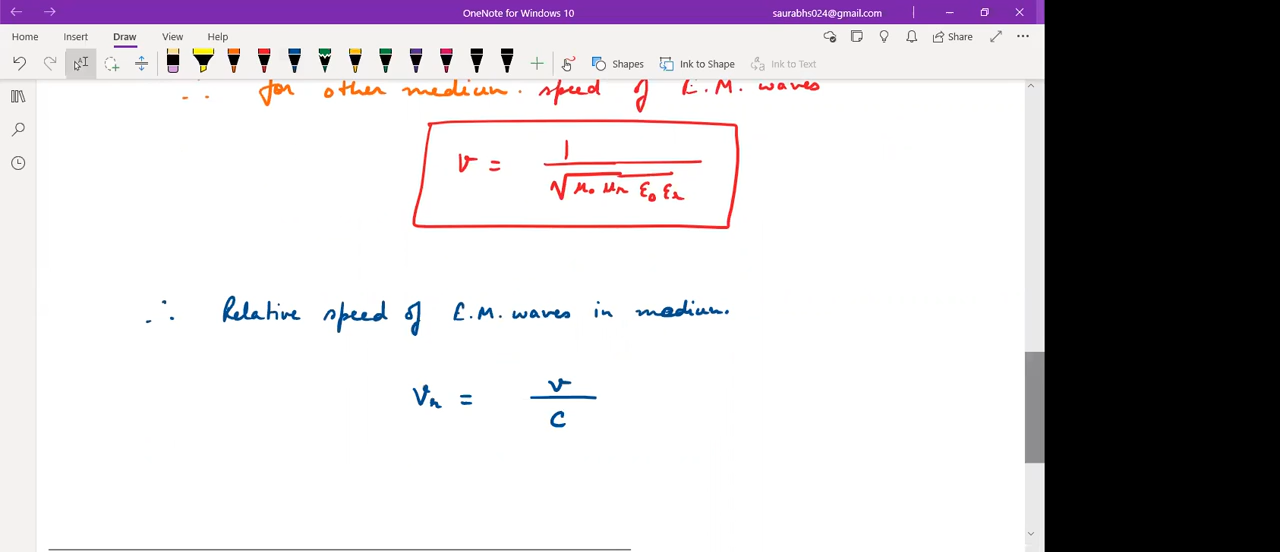 OneNote for Windows 10
saurabhs024@gmail.com
Home Insert Draw View Help
Share
Shapes Ink to Shape Ink to Text
∴ for other medium. speed of E.M. waves
v = 1 / √(μ₀ μᵣ ε₀ εᵣ)
∴ Relative speed of E.M. waves in medium.
vᵣ = v / c